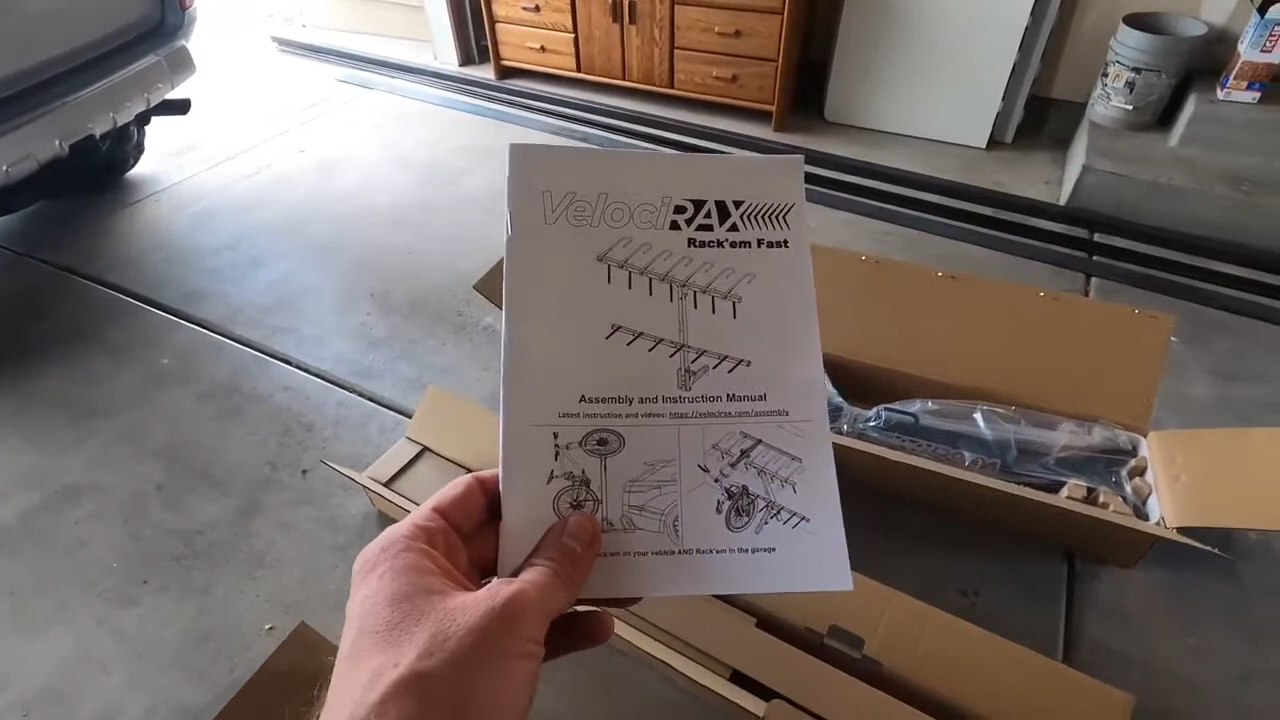 VelociRAX
Rack'em Fast
Assembly and Instruction Manual
Latest instruction and videos: https://velocirax.com/assembly
on your vehicle AND Rack'em in the garage